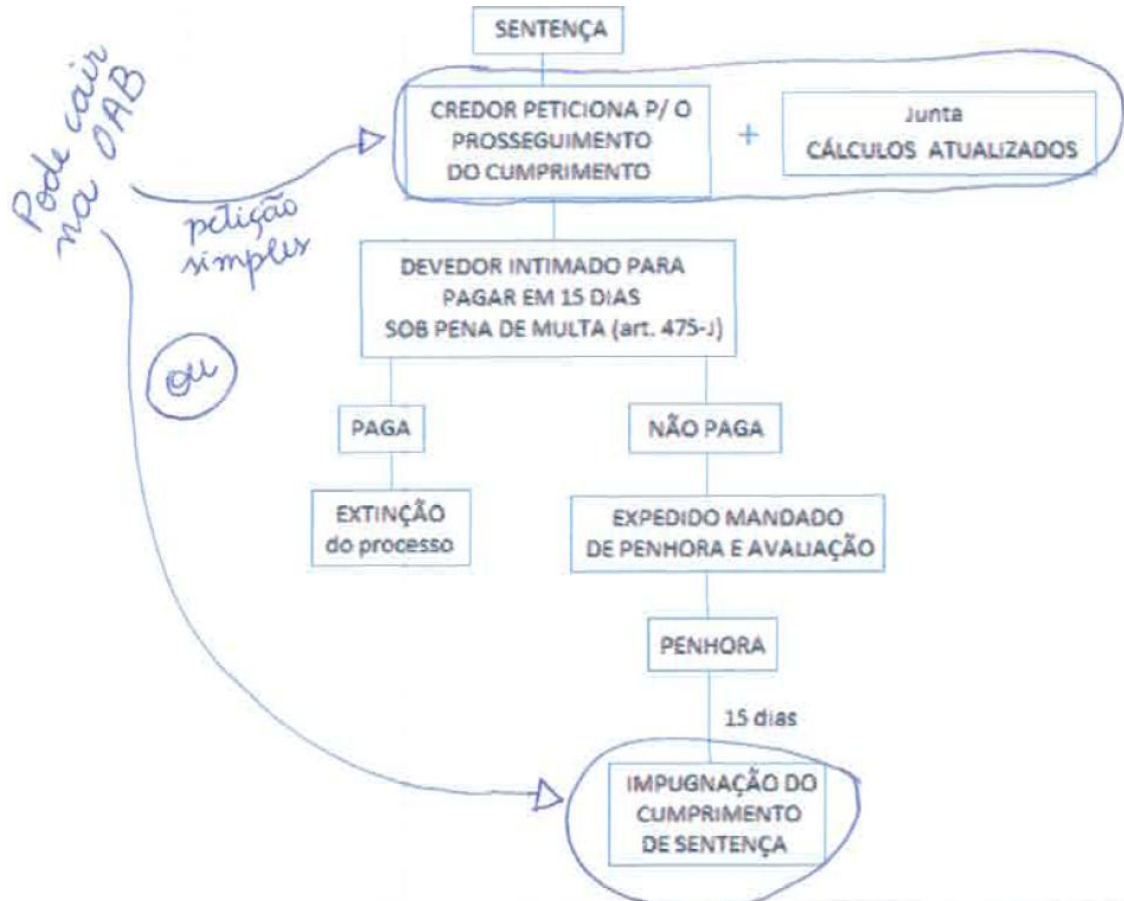 SENTENÇA
Pode cair
na OAB
CREDOR PETICIONA P/ O
PROSSEGUIMENTO
DO CUMPRIMENTO
+
Junta
CÁLCULOS ATUALIZADOS
petição
simples
DEVEDOR INTIMADO PARA
PAGAR EM 15 DIAS
SOB PENA DE MULTA (art. 475-J)
ou
PAGA
NÃO PAGA
EXTINÇÃO
do processo
EXPEDIDO MANDADO
DE PENHORA E AVALIAÇÃO
PENHORA
15 dias
IMPUGNAÇÃO DO
CUMPRIMENTO
DE SENTENÇA